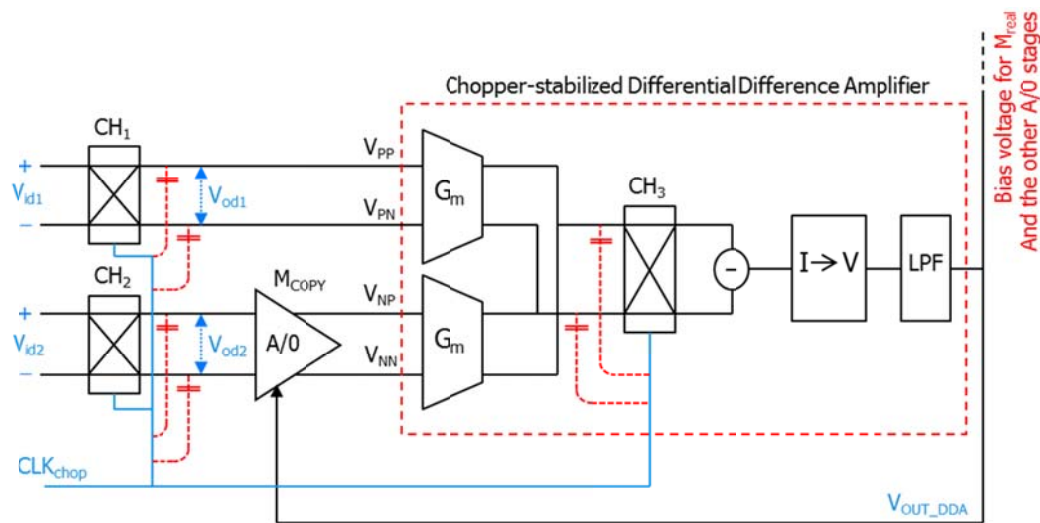 Bias voltage for Mreal
And the other A/0 stages
Chopper-stabilized Differential Difference Amplifier
CH1
+
Vid1
−
Vod1
VPP
VPN
Gm
CH3
-
I→V
LPF
CH2
+
Vid2
−
Vod2
MCOPY
A/0
VNP
VNN
Gm
CLKchop
VOUT_DDA